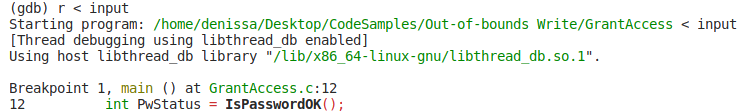 (gdb) r < input
Starting program: /home/denissa/Desktop/CodeSamples/Out-of-bounds Write/GrantAccess < input
[Thread debugging using libthread_db enabled]
Using host libthread_db library "/lib/x86_64-linux-gnu/libthread_db.so.1".
Breakpoint 1, main () at GrantAccess.c:12
12 int PwStatus = IsPasswordOK();